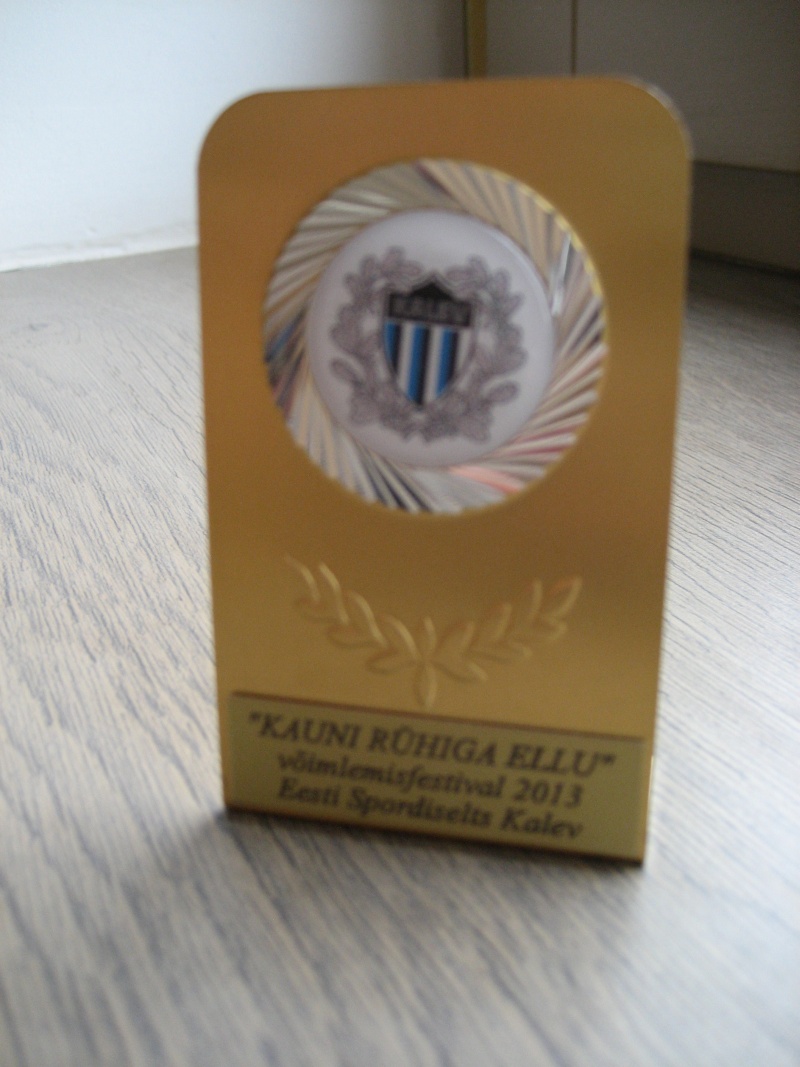 KALEV
"KAUNI RÜHIGA ELLU"
võimlemisfestival 2013
Eesti Spordiselts Kalev